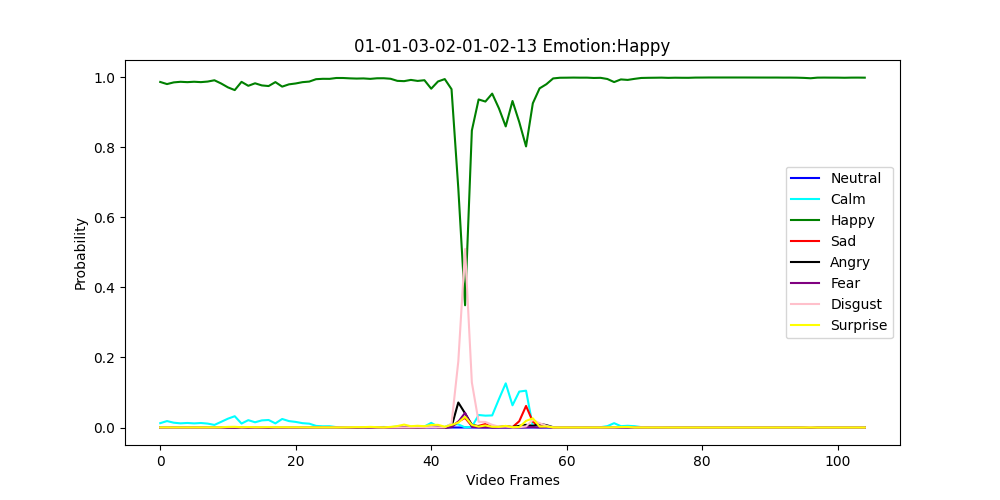 01-01-03-02-01-02-13 Emotion:Happy
Probability
1.0
0.8
0.6
0.4
0.2
0.0
Neutral
Calm
Happy
Sad
Angry
Fear
Disgust
Surprise
0 20 40 60 80 100
Video Frames